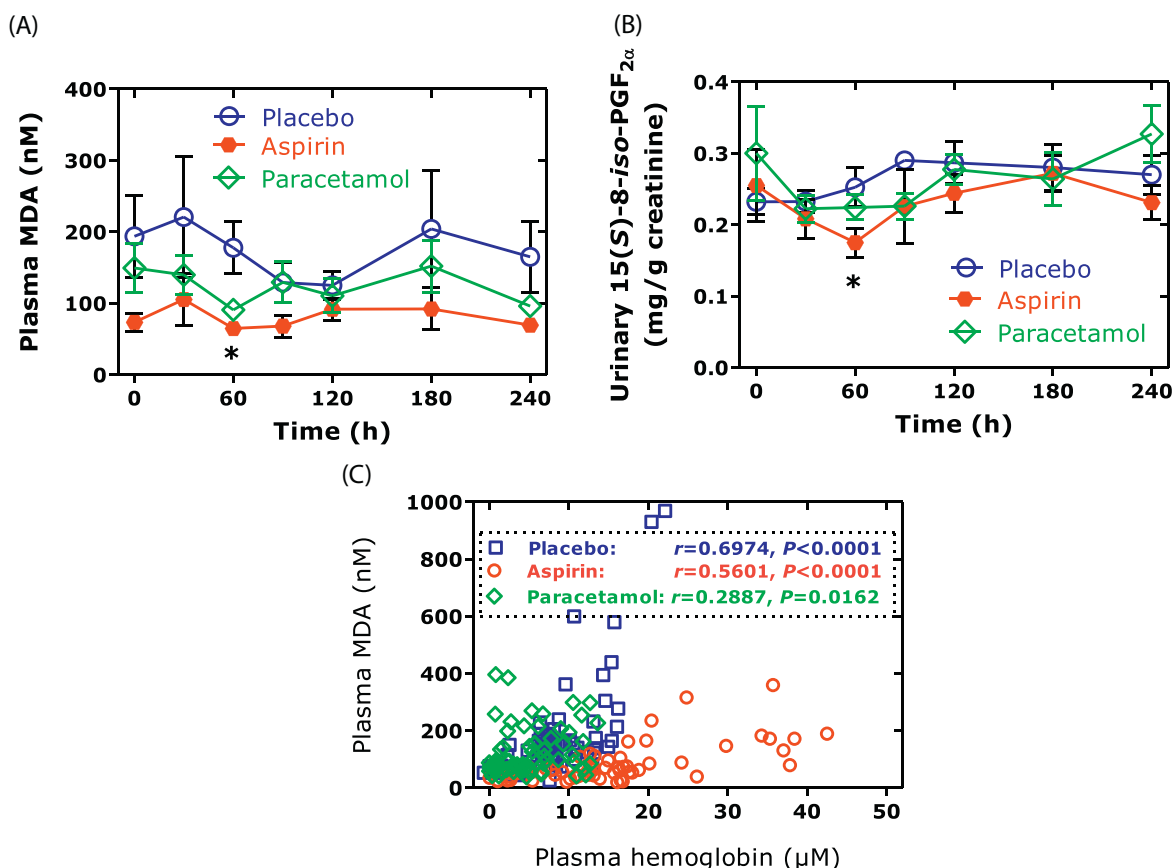 (A)
Plasma MDA (nM)
400
300
200
100
0
Placebo
Aspirin
Paracetamol
*
0 60 120 180 240
Time (h)
(B)
Urinary 15(S)-8-iso-PGF2α
(mg/g creatinine)
0.4
0.3
0.2
0.1
0.0
*
Placebo
Aspirin
Paracetamol
0 60 120 180 240
Time (h)
(C)
Plasma MDA (nM)
1000
800
600
400
200
0
Placebo: r=0.6974, P<0.0001
Aspirin: r=0.5601, P<0.0001
Paracetamol: r=0.2887, P=0.0162
0 10 20 30 40 50
Plasma hemoglobin (µM)